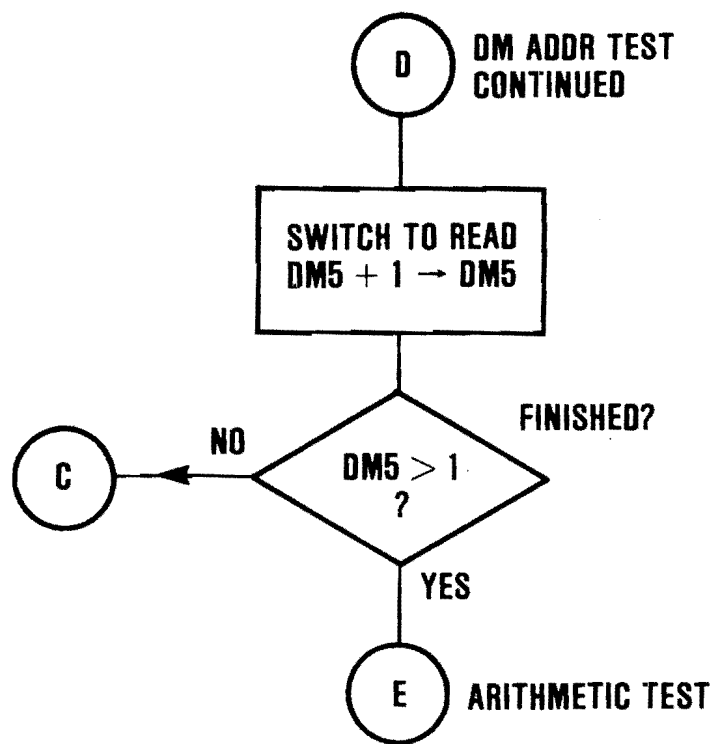 D
DM ADDR TEST
CONTINUED
SWITCH TO READ
DM5 + 1 → DM5
FINISHED?
NO
DM5 > 1
?
C
YES
E
ARITHMETIC TEST